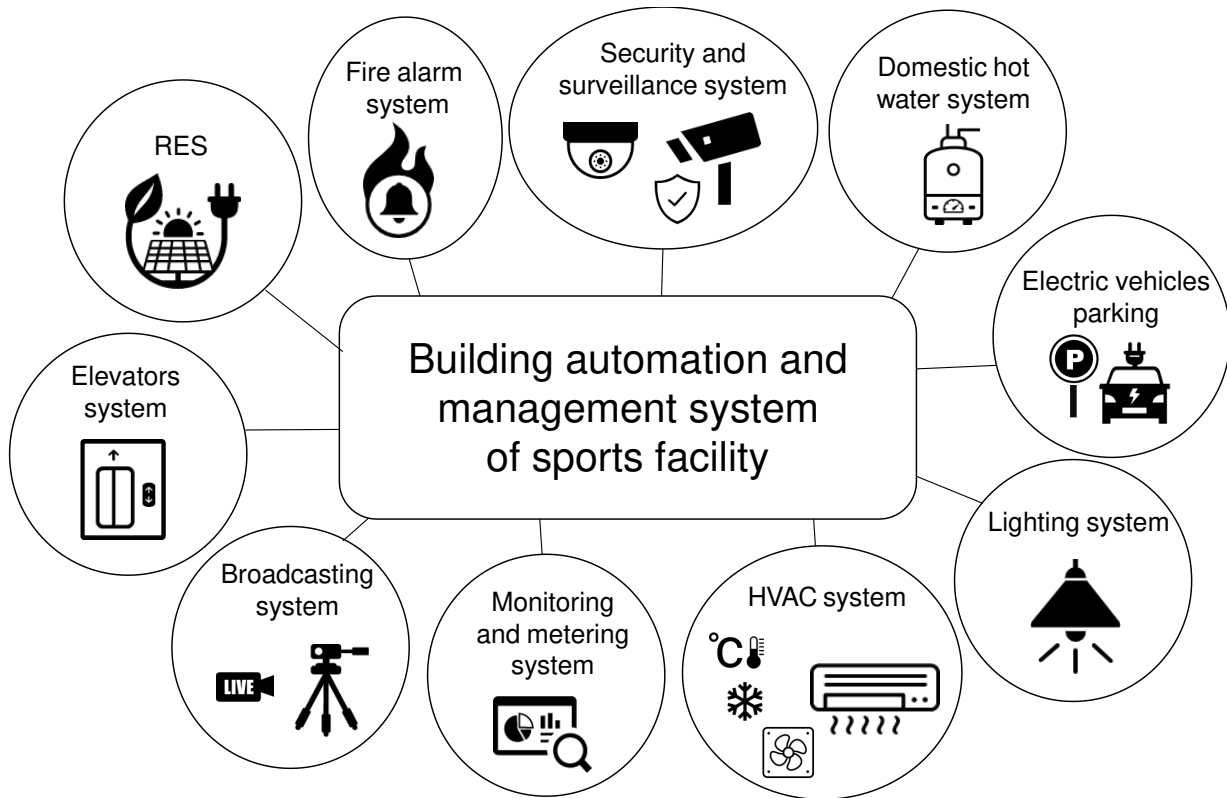 Fire alarm
system
Security and
surveillance system
Domestic hot
water system
RES
Electric vehicles
parking
P
Building automation and
management system
of sports facility
Elevators
system
Lighting system
Broadcasting
system
LIVE
Monitoring
and metering
system
HVAC system
°C